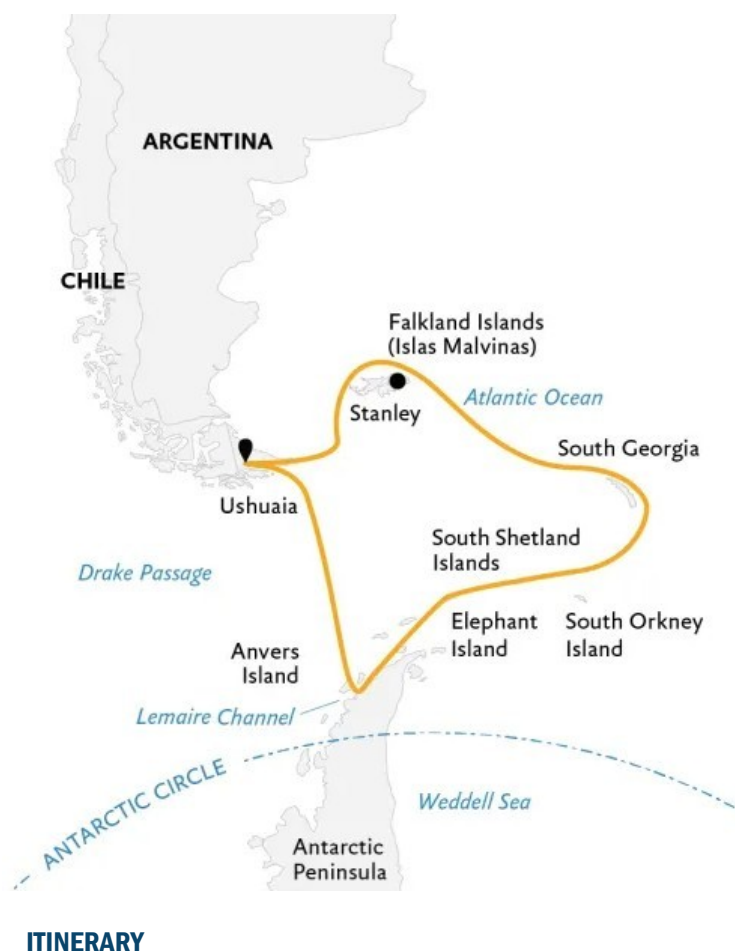 ARGENTINA
CHILE
Falkland Islands
(Islas Malvinas)
Atlantic Ocean
Stanley
South Georgia
Ushuaia
South Shetland
Islands
Drake Passage
Elephant
Island
South Orkney
Island
Anvers
Island
Lemaire Channel
ANTARCTIC CIRCLE
Weddell Sea
Antarctic
Peninsula
ITINERARY